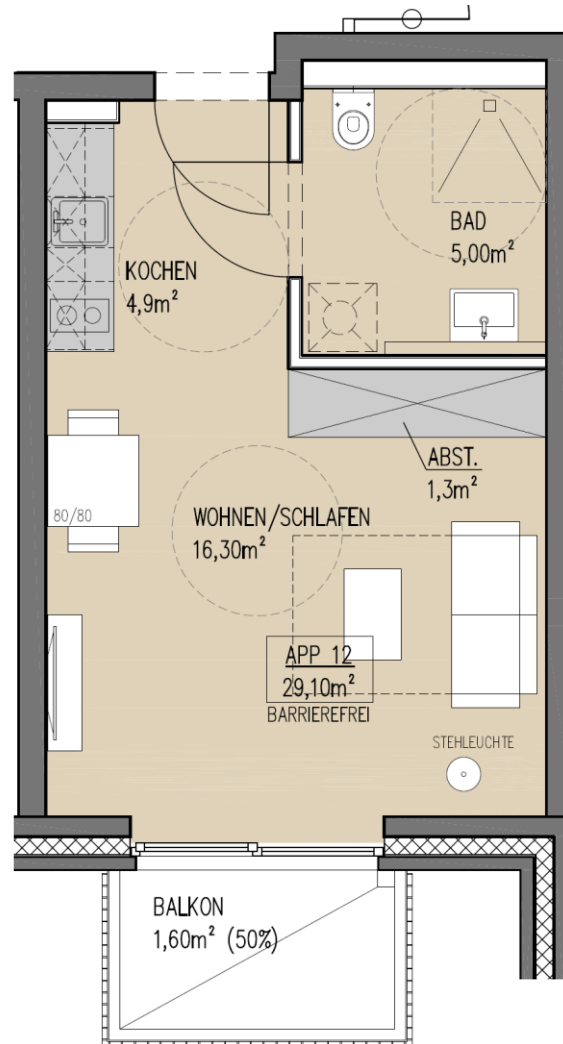 BAD
5,00m²
KOCHEN
4,9m²
ABST.
1,3m²
80/80
WOHNEN/SCHLAFEN
16,30m²
APP 12
29,10m²
BARRIEREFREI
STEHLEUCHTE
BALKON
1,60m² (50%)